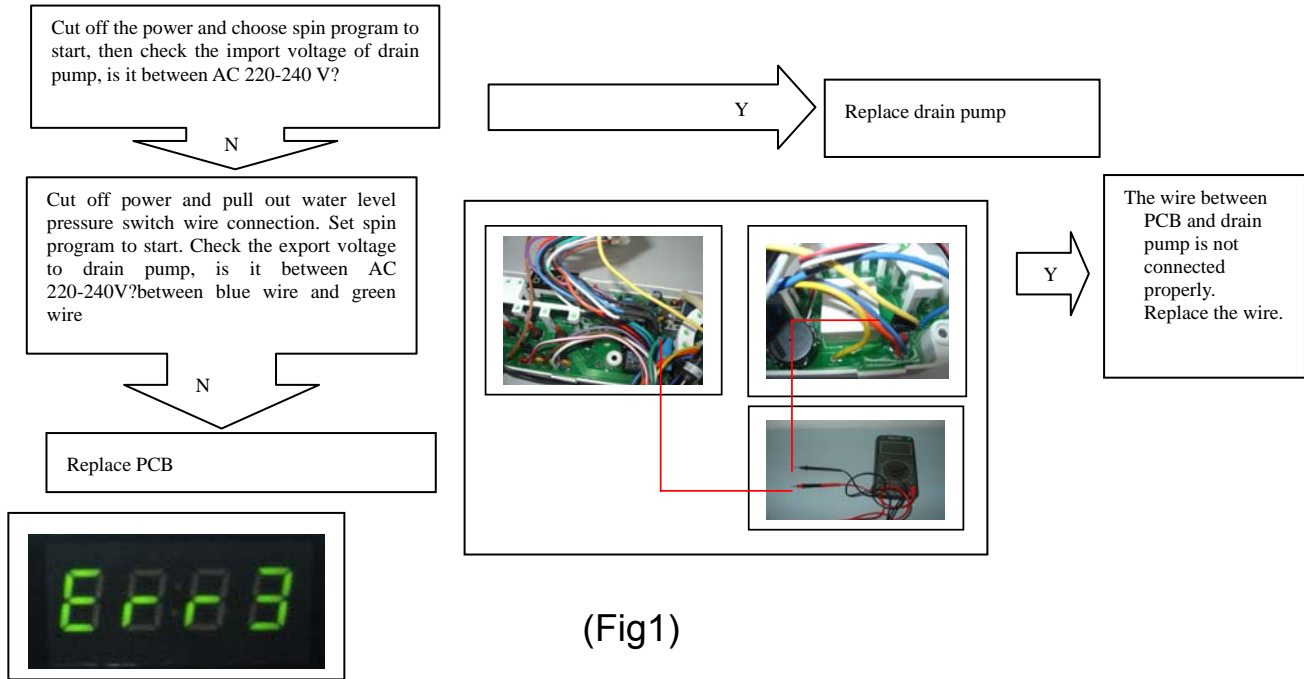 Cut off the power and choose spin program to
start, then check the import voltage of drain
pump, is it between AC 220-240 V?
Y
Replace drain pump
N
Cut off power and pull out water level
pressure switch wire connection. Set spin
program to start. Check the export voltage
to drain pump, is it between AC
220-240V?between blue wire and green
wire
Y
The wire between
PCB and drain
pump is not
connected
properly.
Replace the wire.
N
Replace PCB
Err3
(Fig1)